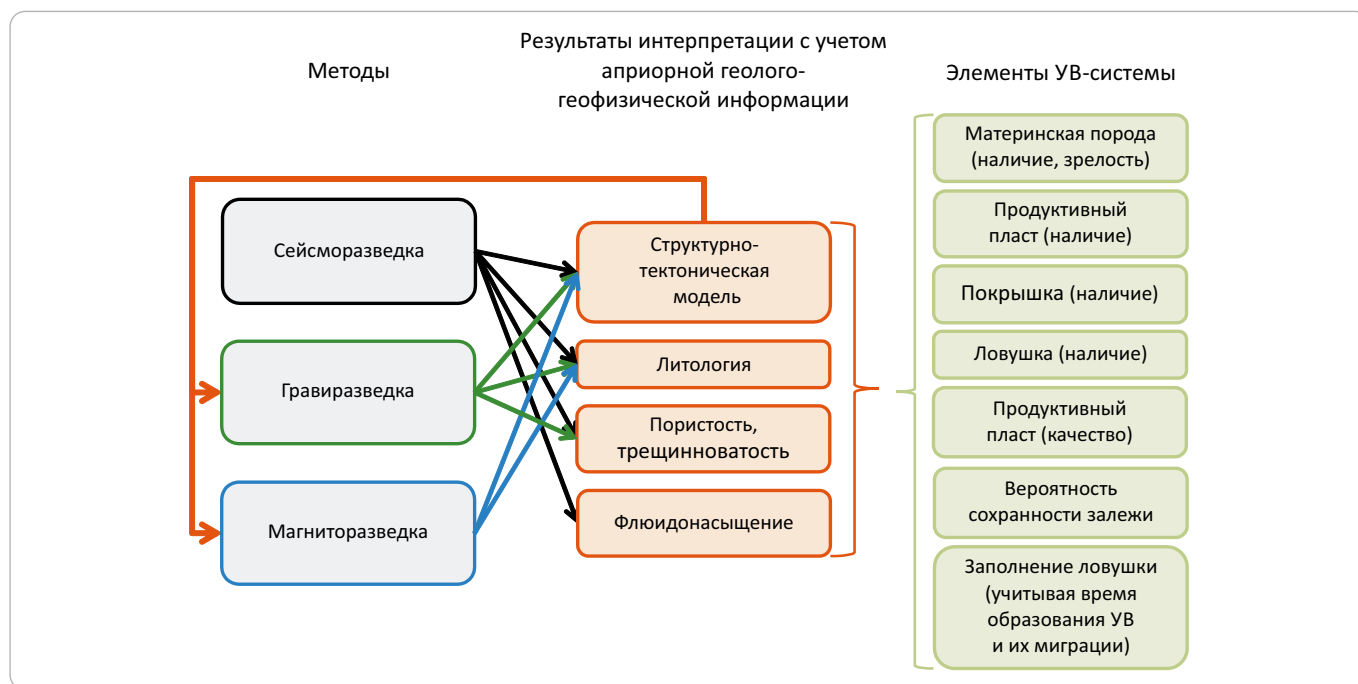 Методы
Результаты интерпретации с учетом
априорной геолого-
геофизической информации
Элементы УВ-системы
Сейсморазведка
Гравиразведка
Магниторазведка
Структурно-
тектоническая
модель
Литология
Пористость,
трещинноватость
Флюидонасыщение
Материнская порода
(наличие, зрелость)
Продуктивный
пласт (наличие)
Покрышка (наличие)
Ловушка (наличие)
Продуктивный
пласт (качество)
Вероятность
сохранности залежи
Заполнение ловушки
(учитывая время
образования УВ
и их миграции)